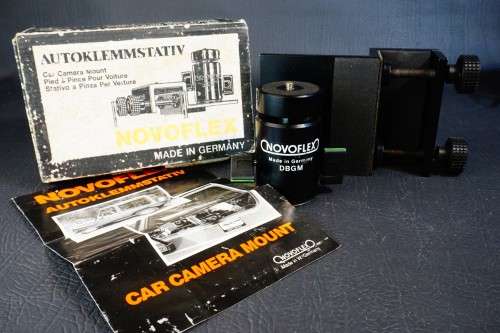 AUTOKLEMMSTATIV
Car Camera Mount
Pied à Pince Pour Voiture
Stativo a Pinza Per Vetture
NOVOFLEX
MADE IN GERMANY
NOVOFLEX
Made in Germany
DBGM
NOVOFLEX
AUTOKLEMMSTATIV
CAR CAMERA MOUNT
NOVOFLEX
Made in W.-Germany